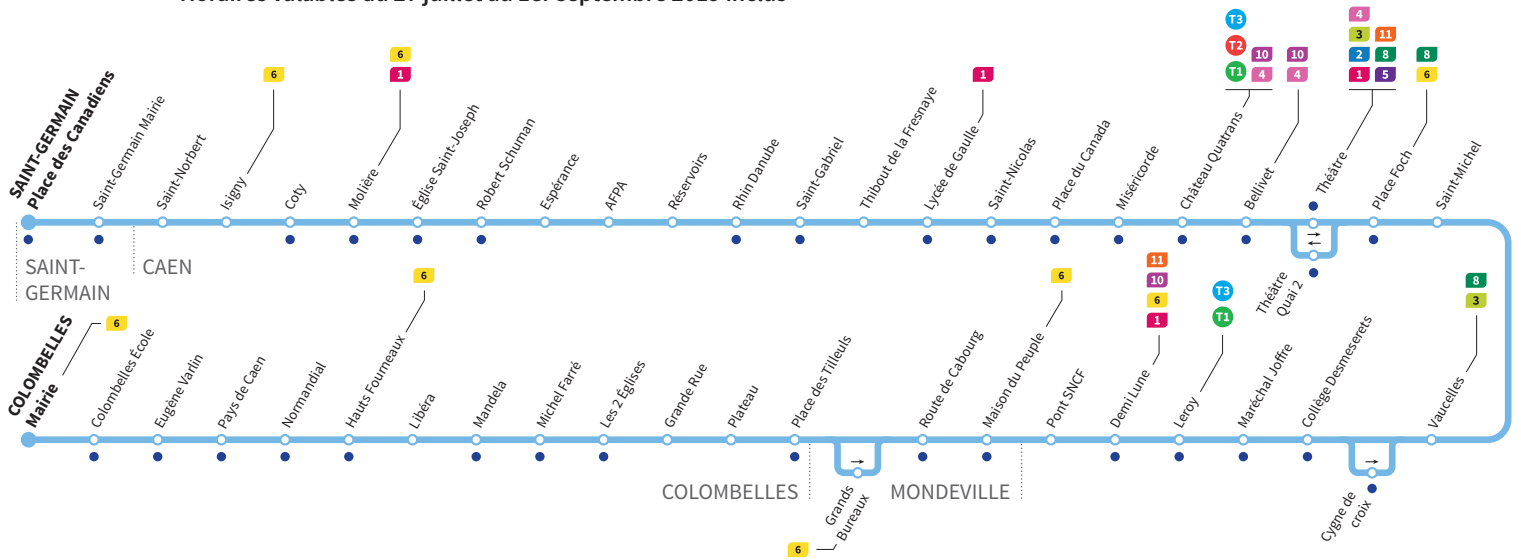 Horaires valables du juillet au 1er septembre inclus
T3
T2
T1
10
4
10
4
4
3
2
1
11
8
5
8
6
6
6
1
1
SAINT-GERMAIN
Place des Canadiens
Saint-Germain Mairie
Saint-Norbert
Isigny
Coty
Molière
Église Saint-Joseph
Robert Schuman
Espérance
AFPA
Réservoirs
Rhin Danube
Saint-Gabriel
Thibout de la Fresnaye
Lycée de Gaulle
Saint-Nicolas
Place du Canada
Miséricorde
Château Quatrans
Bellivet
Théâtre
Place Foch
Saint-Michel
SAINT-
GERMAIN
CAEN
Théâtre
Quai 2
6
6
6
11
10
6
1
T3
T1
8
3
COLOMBELLES
Mairie
Colombelles École
Eugène Varlin
Pays de Caen
Normandial
Hauts Fourneaux
Libéra
Mandela
Michel Farré
Les 2 Églises
Grande Rue
Plateau
Place des Tilleuls
Grands
Bureaux
6
Route de Cabourg
Maison du Peuple
Pont SNCF
Demi Lune
Leroy
Maréchal Joffre
Collège Desmeserets
Cygne de
croix
Vaucelles
COLOMBELLES
MONDEVILLE